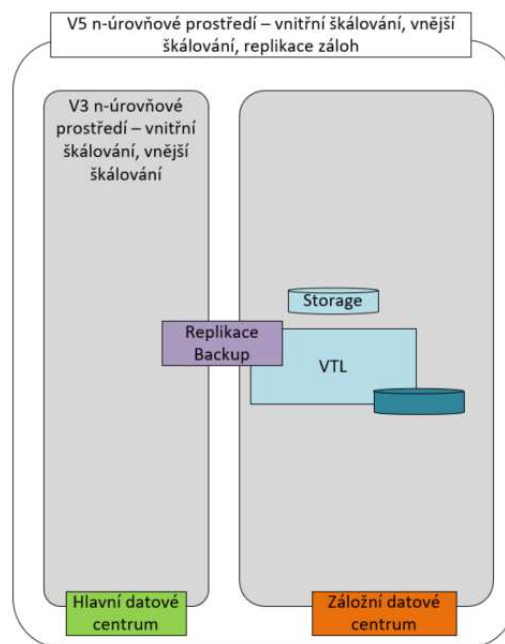 V5 n-úrovňové prostředí – vnitřní škálování, vnější
škálování, replikace záloh
V3 n-úrovňové
prostředí – vnitřní
škálování, vnější
škálování
Storage
Replikace
Backup
VTL
Hlavní datové
centrum
Záložní datové
centrum